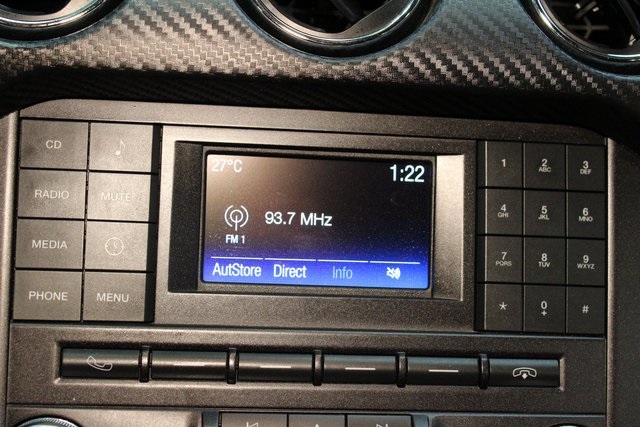 CD
RADIO
MUTE
MEDIA
PHONE
MENU
27°C
1:22
93.7 MHz
FM 1
AutStore Direct Info
1
2 ABC
3 DEF
4 GHI
5 JKL
6 MNO
7 PQRS
8 TUV
9 WXYZ
*
0 +
#